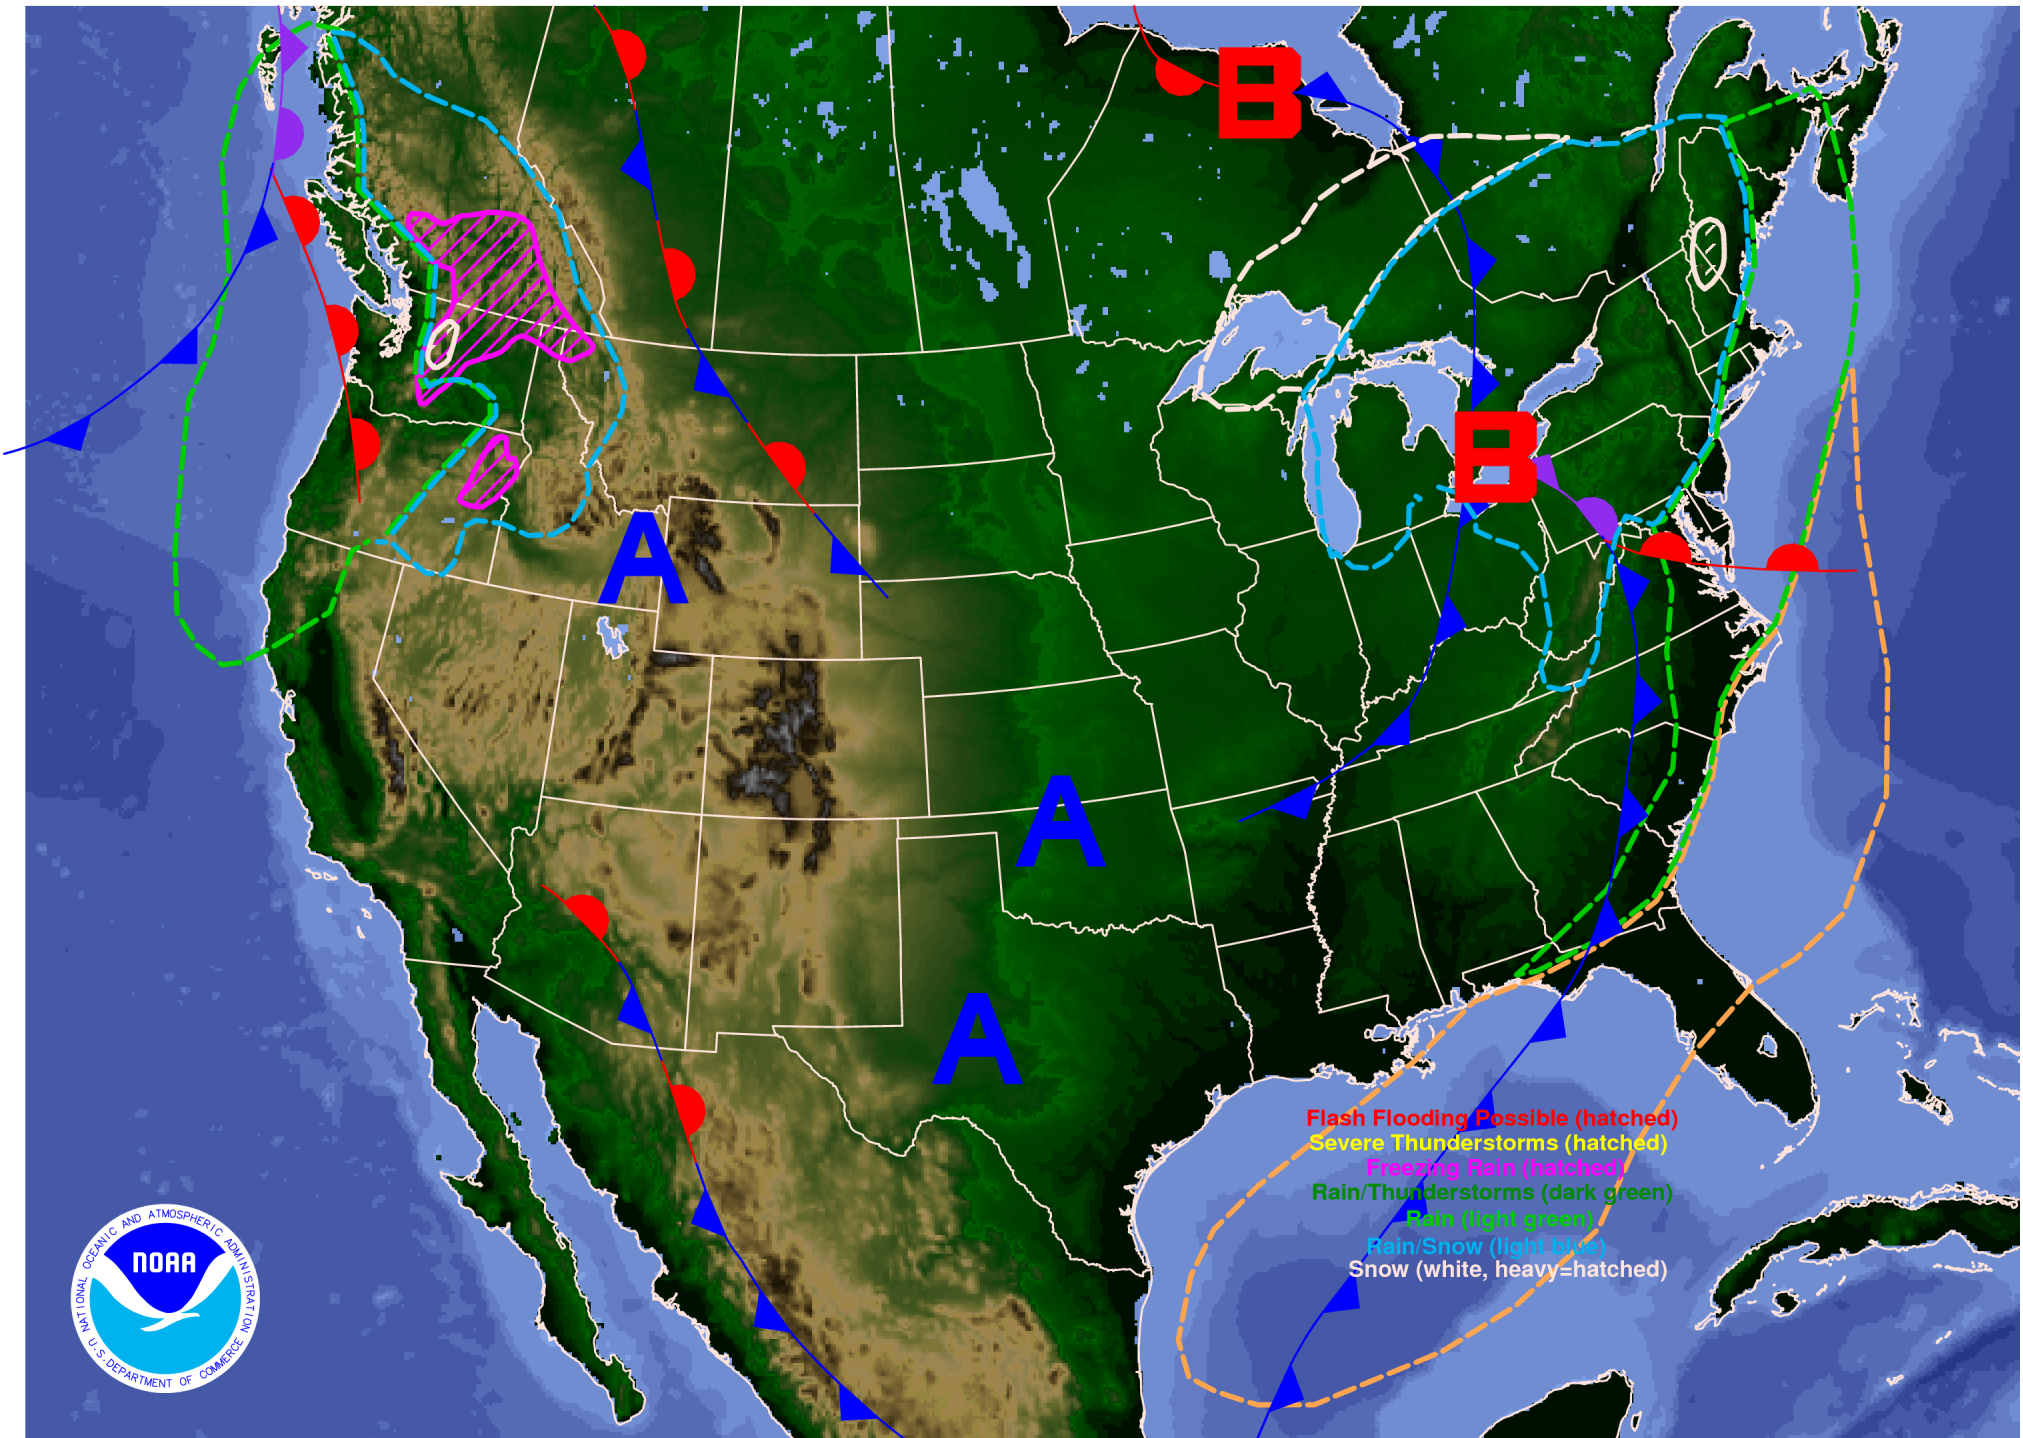 B
B
A
A
A
Flash Flooding Possible (hatched)
Severe Thunderstorms (hatched)
Freezing Rain (hatched)
Rain/Thunderstorms (dark green)
Rain (light green)
Rain/Snow (light blue)
Snow (white, heavy=hatched)
NATIONAL OCEANIC AND ATMOSPHERIC ADMINISTRATION
NOAA
U.S. DEPARTMENT OF COMMERCE